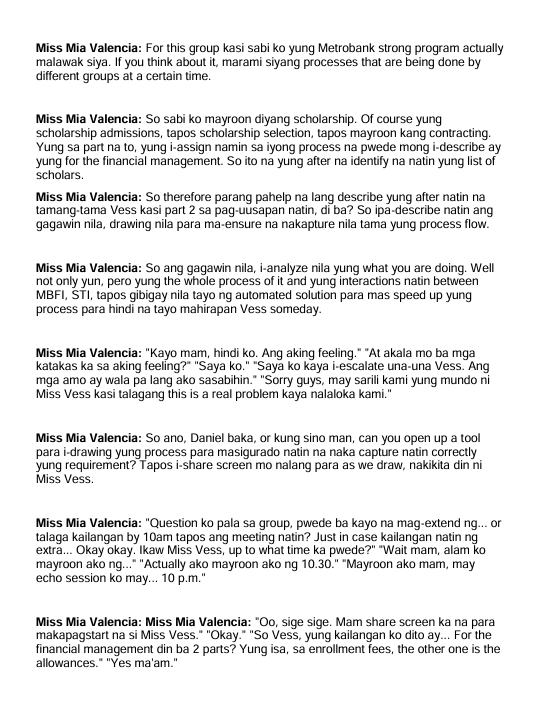 Miss Mia Valencia: For this group kasi sabi ko yung Metrobank strong program actually
malawak siya. If you think about it, marami siyang processes that are being done by
different groups at a certain time.
Miss Mia Valencia: So sabi ko mayroon diyang scholarship. Of course yung
scholarship admissions, tapos scholarship selection, tapos mayroon kang contracting.
Yung sa part na to, yung i-assign namin sa iyong process na pwede mong i-describe ay
yung for the financial management. So ito na yung after na identify na natin yung list of
scholars.
Miss Mia Valencia: So therefore parang pahelp na lang describe yung after natin na
tamang-tama Vess kasi part 2 sa pag-uusapan natin, di ba? So ipa-describe natin ang
gagawin nila, drawing nila para ma-ensure na nakapture nila tama yung process flow.
Miss Mia Valencia: So ang gagawin nila, i-analyze nila yung what you are doing. Well
not only yun, pero yung the whole process of it and yung interactions natin between
MBFI, STI, tapos gibigay nila tayo ng automated solution para mas speed up yung
process para hindi na tayo mahirapan Vess someday.
Miss Mia Valencia: "Kayo mam, hindi ko. Ang aking feeling." "At akala mo ba mga
katakas ka sa aking feeling?" "Saya ko." "Saya ko kaya i-escalate una-una Vess. Ang
mga amo ay wala pa lang ako sasabihin." "Sorry guys, may sarili kami yung mundo ni
Miss Vess kasi talagang this is a real problem kaya nalaloka kami."
Miss Mia Valencia: So ano, Daniel baka, or kung sino man, can you open up a tool
para i-drawing yung process para masigurado natin na naka capture natin correctly
yung requirement? Tapos i-share screen mo nalang para as we draw, nakikita din ni
Miss Vess.
Miss Mia Valencia: "Question ko pala sa group, pwede ba kayo na mag-extend ng... or
talaga kailangan by 10am tapos ang meeting natin? Just in case kailangan natin ng
extra... Okay okay. Ikaw Miss Vess, up to what time ka pwede?" "Wait mam, alam ko
mayroon ako ng..." "Actually ako mayroon ako ng 10.30." "Mayroon ako mam, may
echo session ko may... 10 p.m."
Miss Mia Valencia: Miss Mia Valencia: "Oo, sige sige. Mam share screen ka na para
makapagstart na si Miss Vess." "Okay." "So Vess, yung kailangan ko dito ay... For the
financial management din ba 2 parts? Yung isa, sa enrollment fees, the other one is the
allowances." "Yes ma'am."